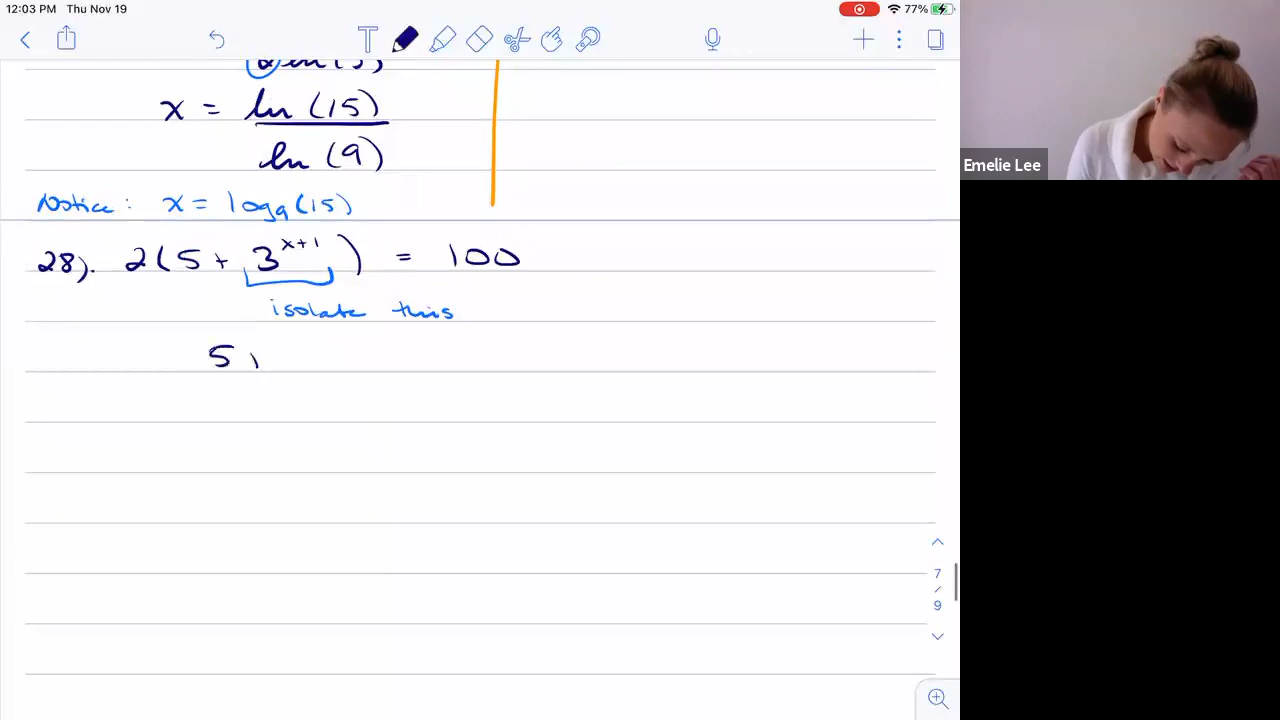 12:03 PM Thu Nov 19
77%
x = ln (15)
ln (9)
Notice: x = log₉(15)
Emelie Lee
28). 2(5 + 3^{x+1}) = 100
isolate this
5
7
/
9